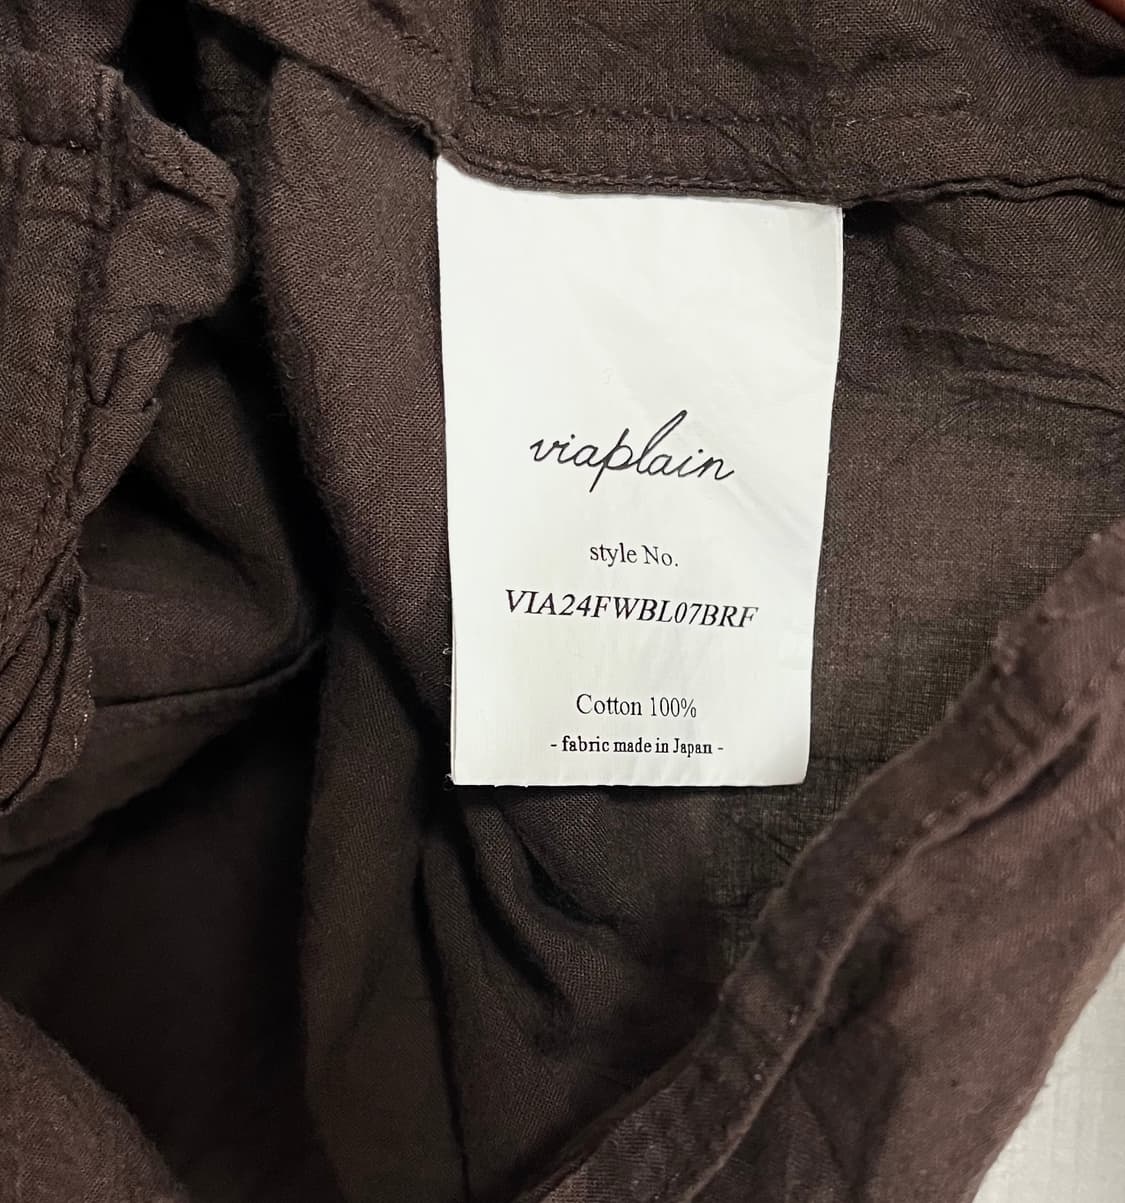 viaplain
style No.
VIA24FWBL07BRF
Cotton 100%
- fabric made in Japan -